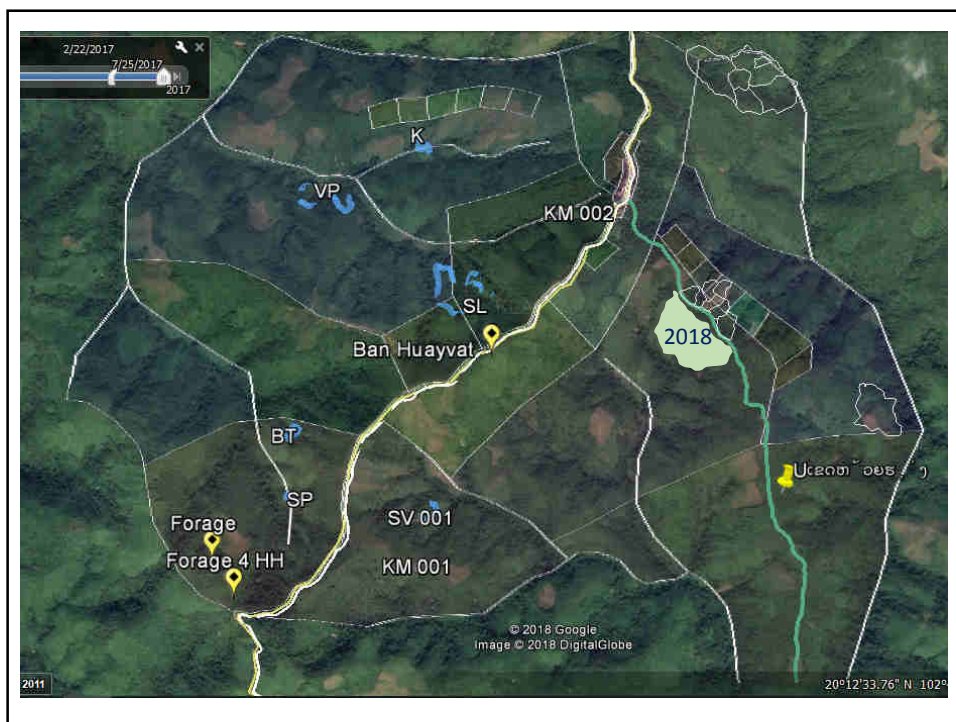 2/22/2017
7/25/2017
2017
K
VP
KM 002
SL
2018
Ban Huayvat
BT
SP
SV 001
Forage
Forage 4 HH
KM 001
© 2018 Google
Image © 2018 DigitalGlobe
2011
20°12'33.76" N 102°